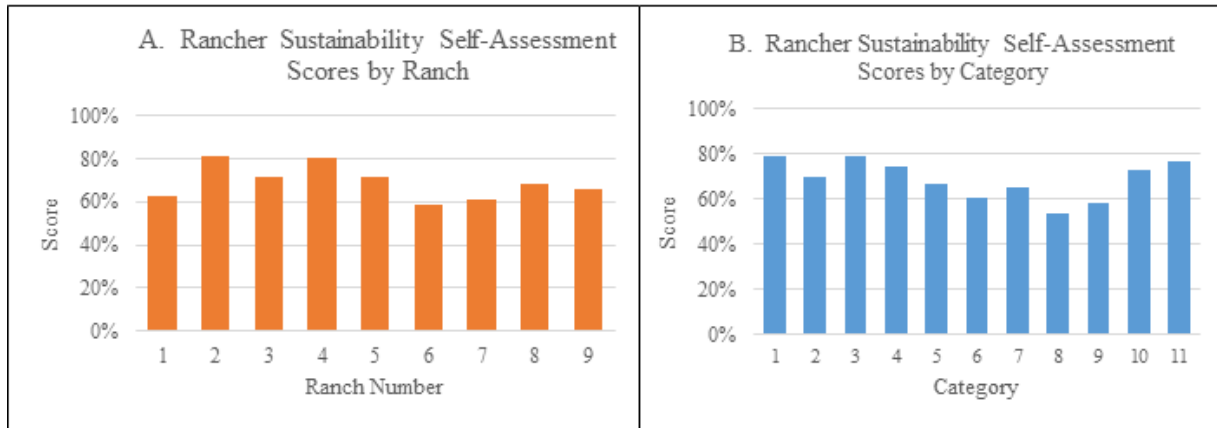 A. Rancher Sustainability Self-Assessment
Scores by Ranch
100%
80%
60%
40%
20%
0%
Score
1 2 3 4 5 6 7 8 9
Ranch Number
B. Rancher Sustainability Self-Assessment
Scores by Category
100%
80%
60%
40%
20%
0%
Score
1 2 3 4 5 6 7 8 9 10 11
Category